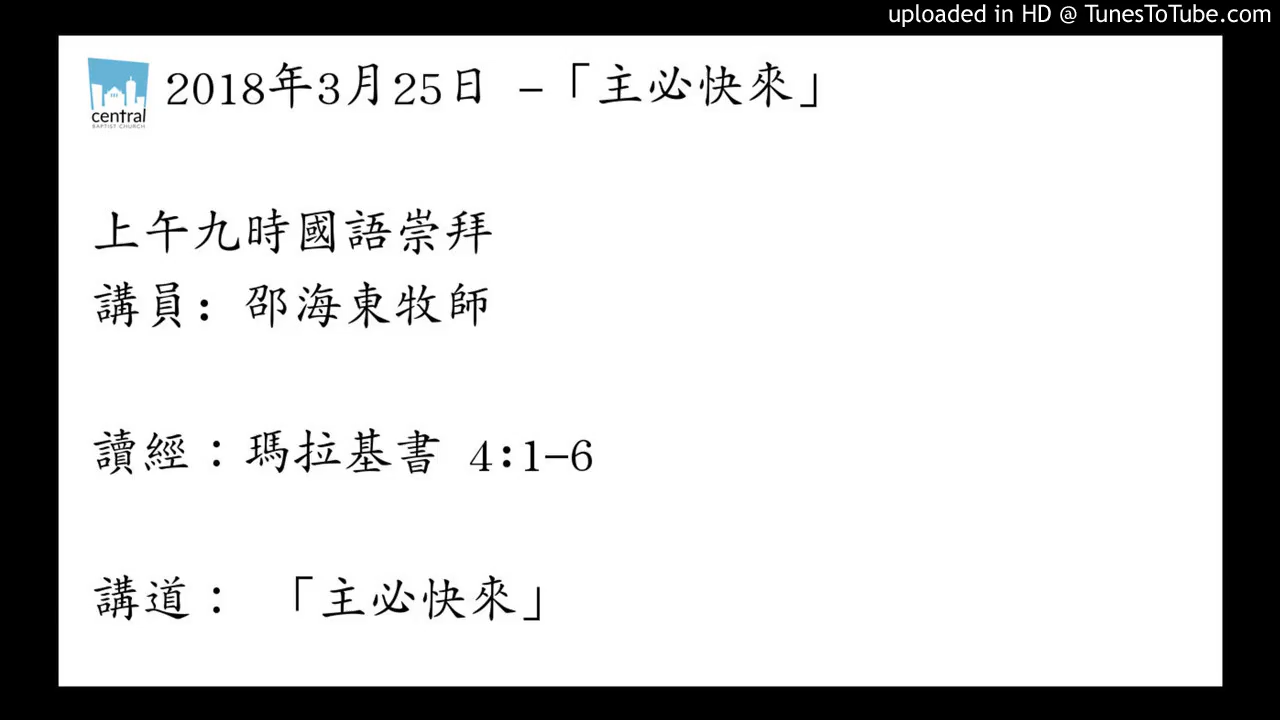 uploaded in HD @ TunesToTube.com
central
BAPTIST CHURCH
2018年3月25日 –「主必快來」
上午九時國語崇拜
講員: 邵海東牧師
讀經：瑪拉基書 4:1–6
講道： 「主必快來」